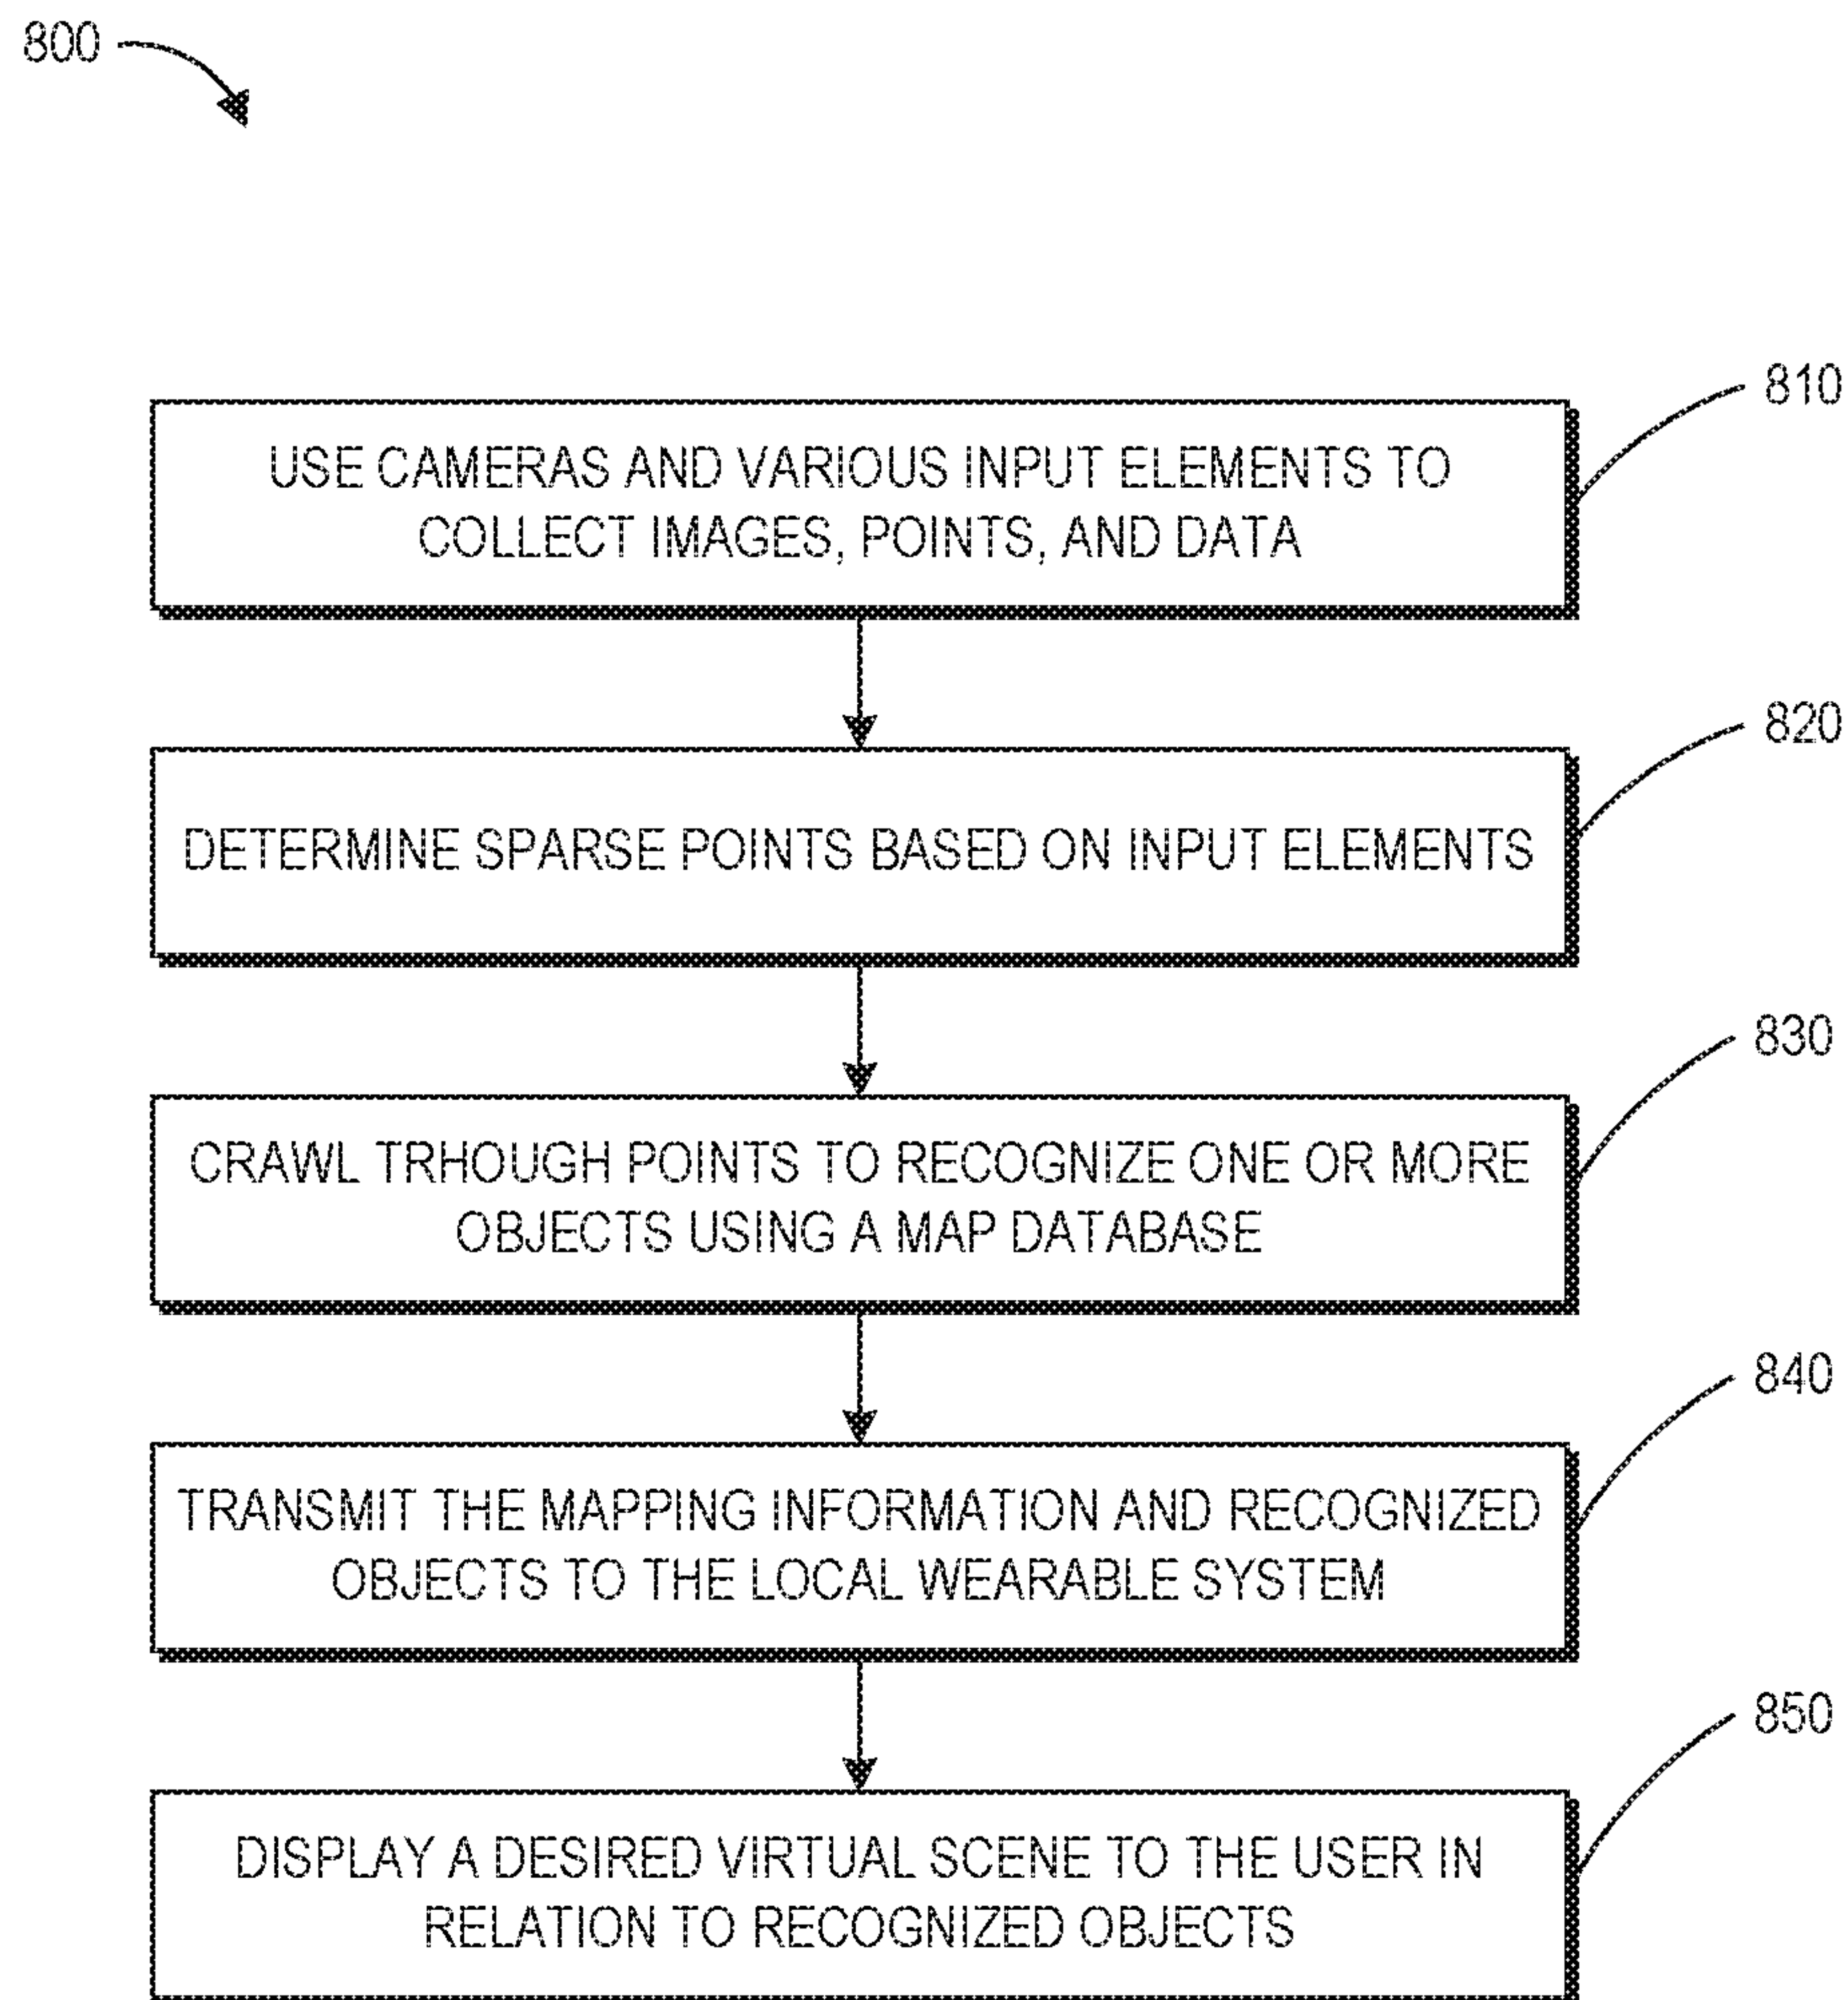 800
810
USE CAMERAS AND VARIOUS INPUT ELEMENTS TO
COLLECT IMAGES, POINTS, AND DATA
820
DETERMINE SPARSE POINTS BASED ON INPUT ELEMENTS
830
CRAWL TRHOUGH POINTS TO RECOGNIZE ONE OR MORE
OBJECTS USING A MAP DATABASE
840
TRANSMIT THE MAPPING INFORMATION AND RECOGNIZED
OBJECTS TO THE LOCAL WEARABLE SYSTEM
850
DISPLAY A DESIRED VIRTUAL SCENE TO THE USER IN
RELATION TO RECOGNIZED OBJECTS